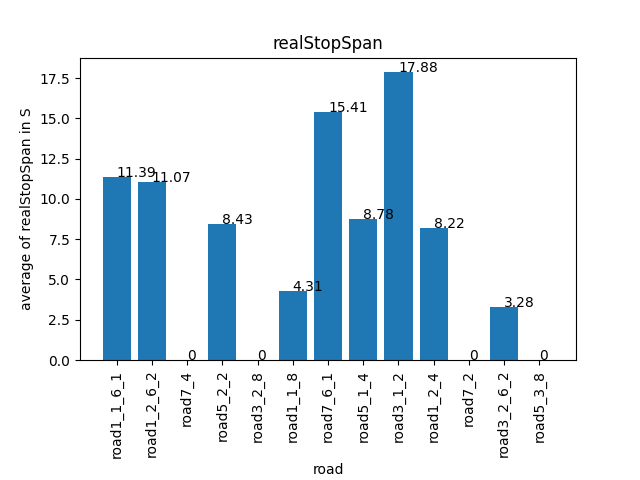 realStopSpan
average of realStopSpan in S
17.5
15.0
12.5
10.0
7.5
5.0
2.5
0.0
11.39
11.07
0
8.43
0
4.31
15.41
8.78
17.88
8.22
0
3.28
0
road1_1_6_1
road1_2_6_2
road7_4
road5_2_2
road3_2_8
road1_1_8
road7_6_1
road5_1_4
road3_1_2
road1_2_4
road7_2
road3_2_6_2
road5_3_8
road